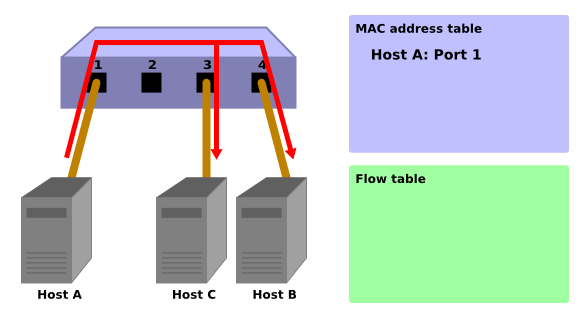 1 2 3 4
Host A Host C Host B
MAC address table
Host A: Port 1
Flow table